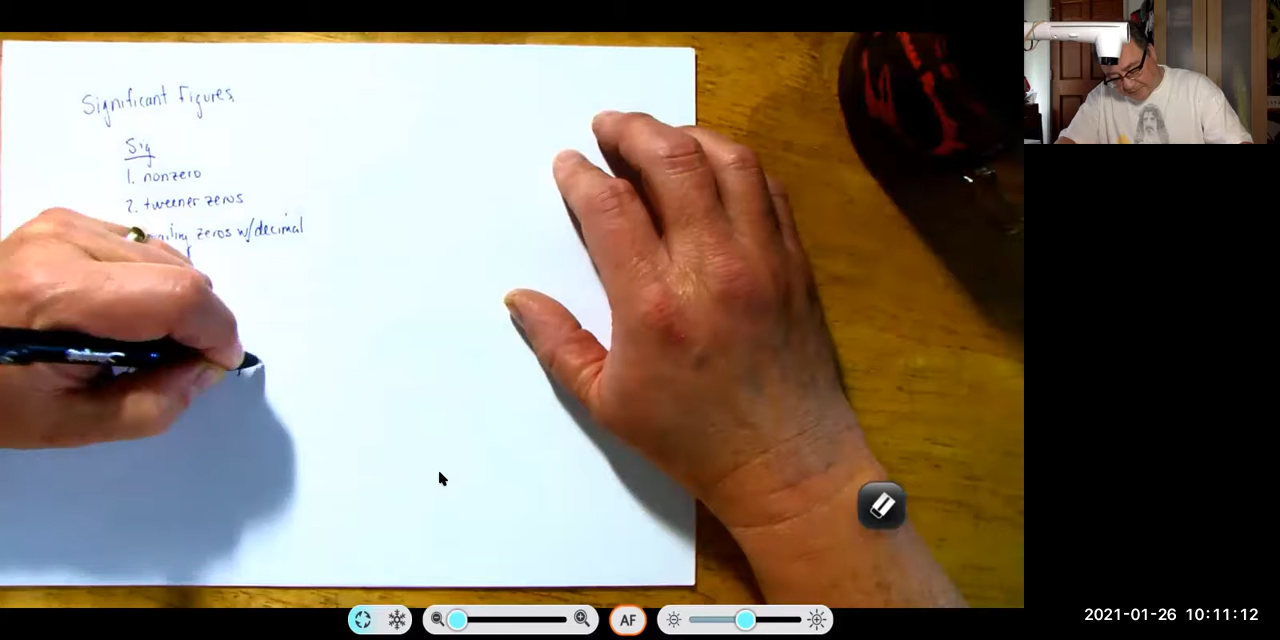 Significant Figures
Sig
1. nonzero
2. tweener zeros
zeros w/decimal
AF
2021-01-26 10:11:12